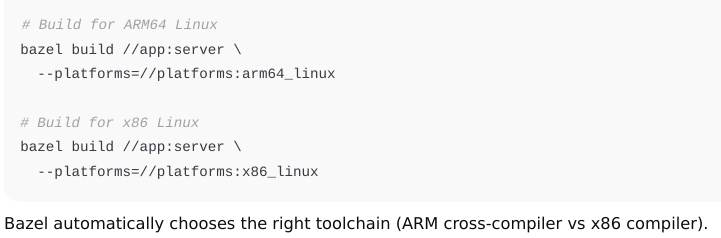 # Build for ARM64 Linux
bazel build //app:server \
  --platforms=//platforms:arm64_linux

# Build for x86 Linux
bazel build //app:server \
  --platforms=//platforms:x86_linux
Bazel automatically chooses the right toolchain (ARM cross-compiler vs x86 compiler).